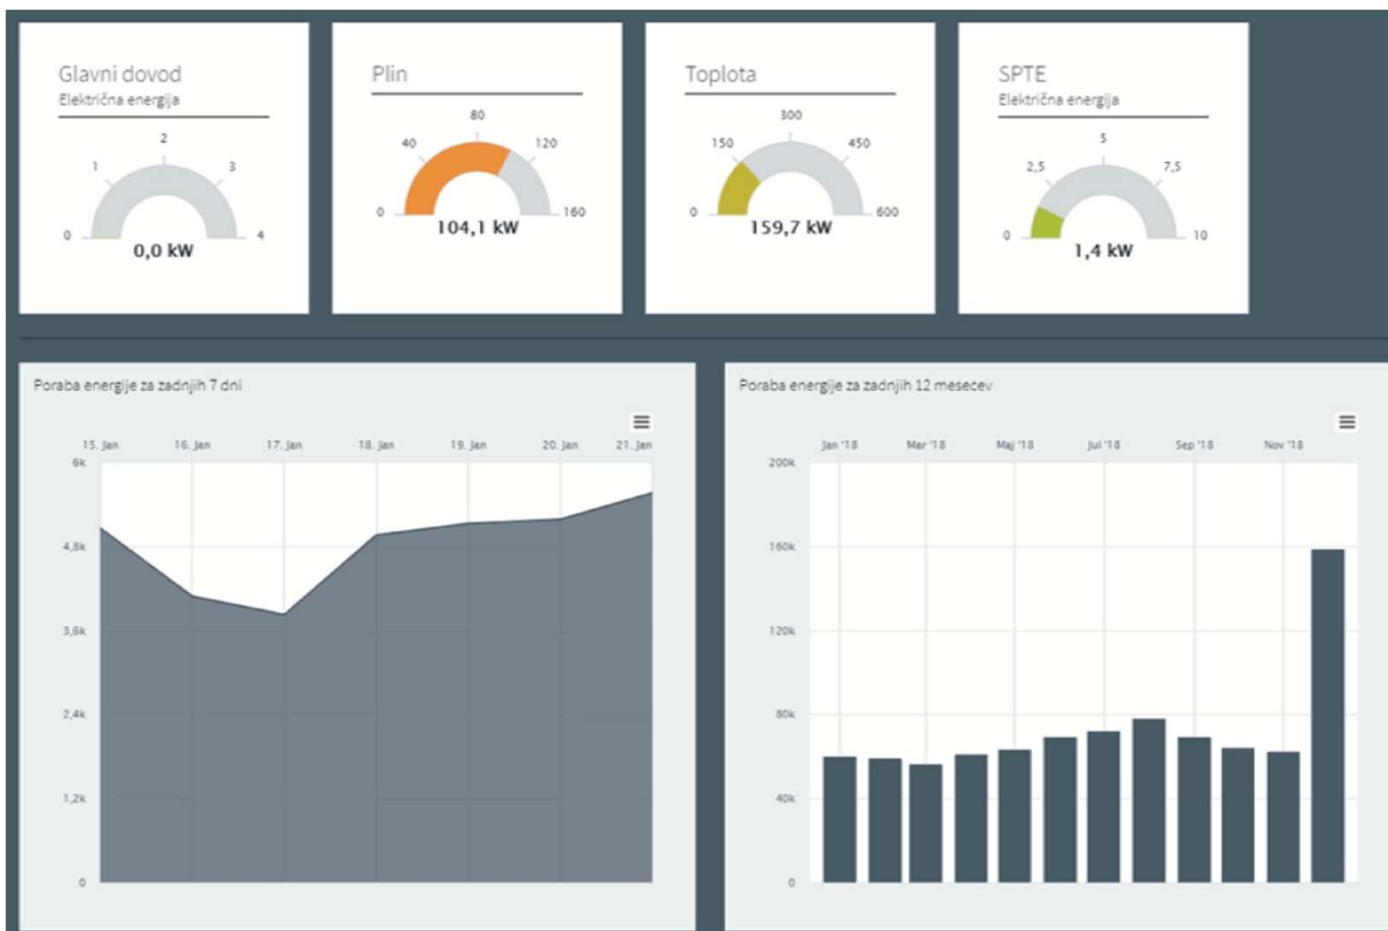 Glavni dovod
Električna energija
0
1
2
3
4
0,0 kW
Plin
0
40
80
120
160
104,1 kW
Toplota
0
150
300
450
600
159,7 kW
SPTE
Električna energija
0
2,5
5
7,5
10
1,4 kW
Poraba energije za zadnjih 7 dni
15. Jan 16. Jan 17. Jan 18. Jan 19. Jan 20. Jan 21. Jan
6k
4,8k
3,6k
2,4k
1,2k
0
Poraba energije za zadnjih 12 mesecev
Jan '18 Mar '18 Maj '18 Jul '18 Sep '18 Nov '18
200k
160k
120k
80k
40k
0